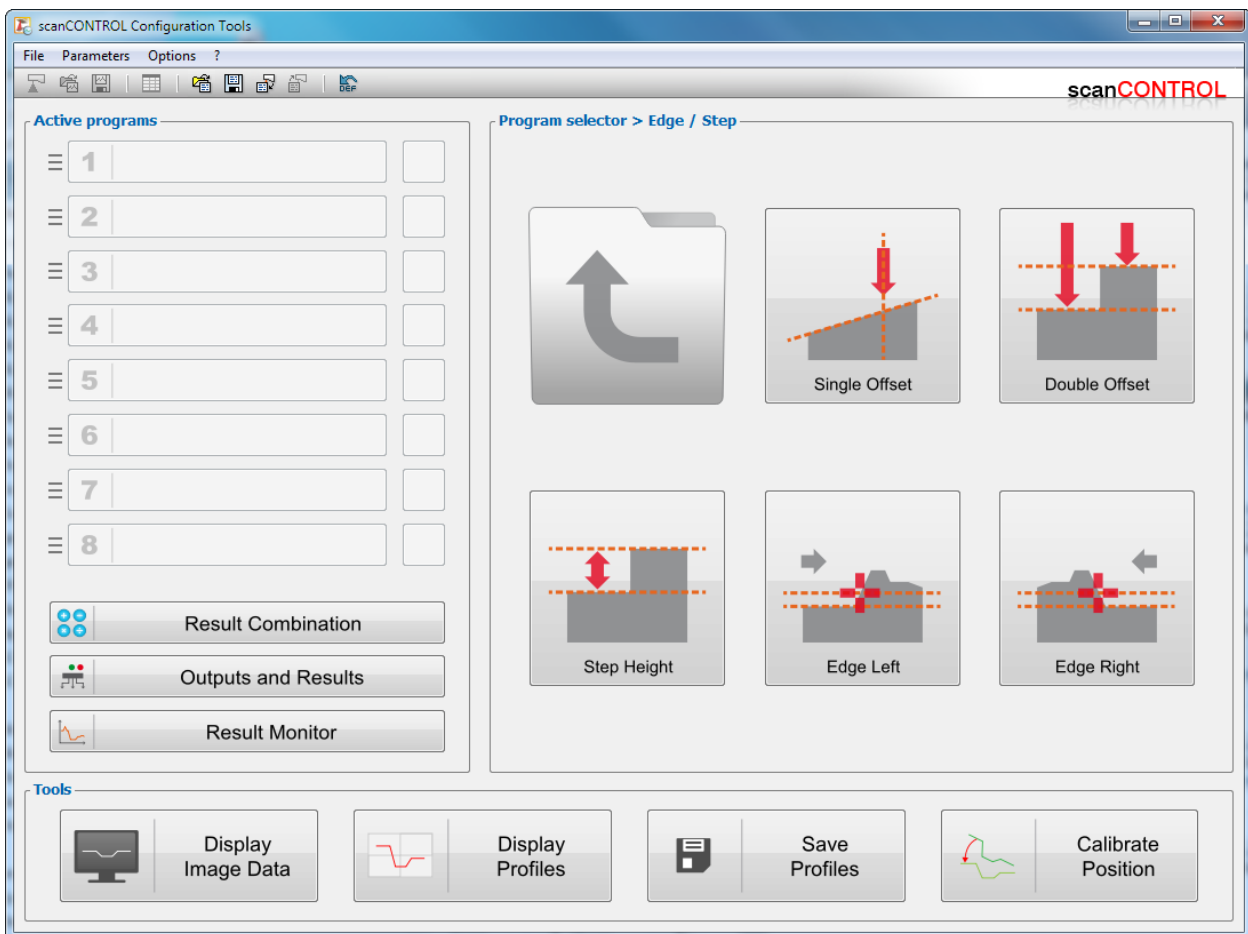 scanCONTROL Configuration Tools
File Parameters Options ?
DEF
scanCONTROL
Active programs
1
2
3
4
5
6
7
8
Result Combination
Outputs and Results
Result Monitor
Program selector > Edge / Step
Single Offset
Double Offset
Step Height
Edge Left
Edge Right
Tools
Display
Image Data
Display
Profiles
Save
Profiles
Calibrate
Position